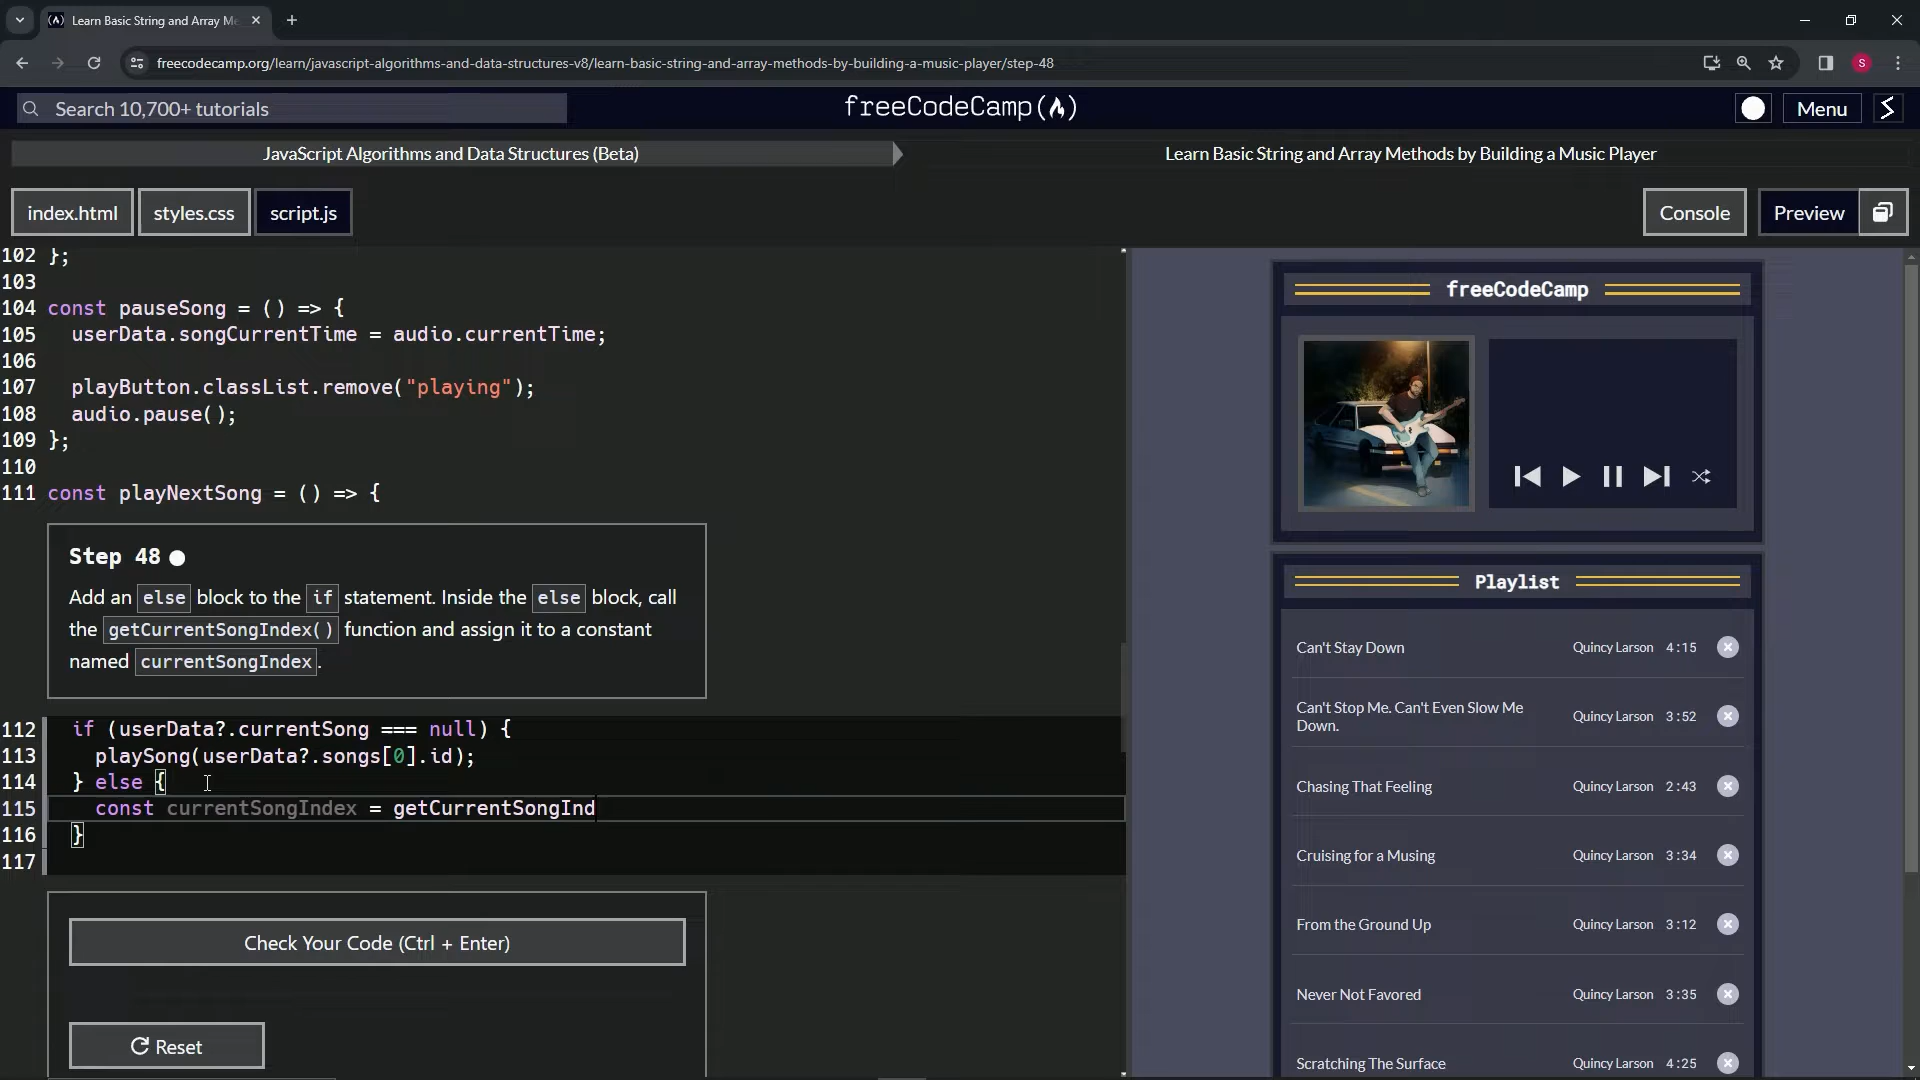 Learn Basic String and Array Me
freecodecamp.org/learn/javascript-algorithms-and-data-structures-v8/learn-basic-string-and-array-methods-by-building-a-music-player/step-48
S
Search 10,700+ tutorials
freeCodeCamp(🔥)
Menu
JavaScript Algorithms and Data Structures (Beta)
Learn Basic String and Array Methods by Building a Music Player
index.html
styles.css
script.js
Console
Preview
102 };
103
104 const pauseSong = () => {
105 userData.songCurrentTime = audio.currentTime;
106
107 playButton.classList.remove("playing");
108 audio.pause();
109 };
110
111 const playNextSong = () => {
Step 48
Add an else block to the if statement. Inside the else block, call
the getCurrentSongIndex() function and assign it to a constant
named currentSongIndex.
112 if (userData?.currentSong === null) {
113 playSong(userData?.songs[0].id);
114 } else {
115 const currentSongIndex = getCurrentSongInd
116 }
117
Check Your Code (Ctrl + Enter)
Reset
freeCodeCamp
Playlist
Can't Stay Down Quincy Larson 4:15
Can't Stop Me. Can't Even Slow Me
Down. Quincy Larson 3:52
Chasing That Feeling Quincy Larson 2:43
Cruising for a Musing Quincy Larson 3:34
From the Ground Up Quincy Larson 3:12
Never Not Favored Quincy Larson 3:35
Scratching The Surface Quincy Larson 4:25